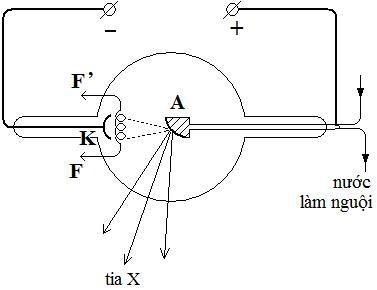 − +
F’
A
K
F
nước
làm nguội
tia X